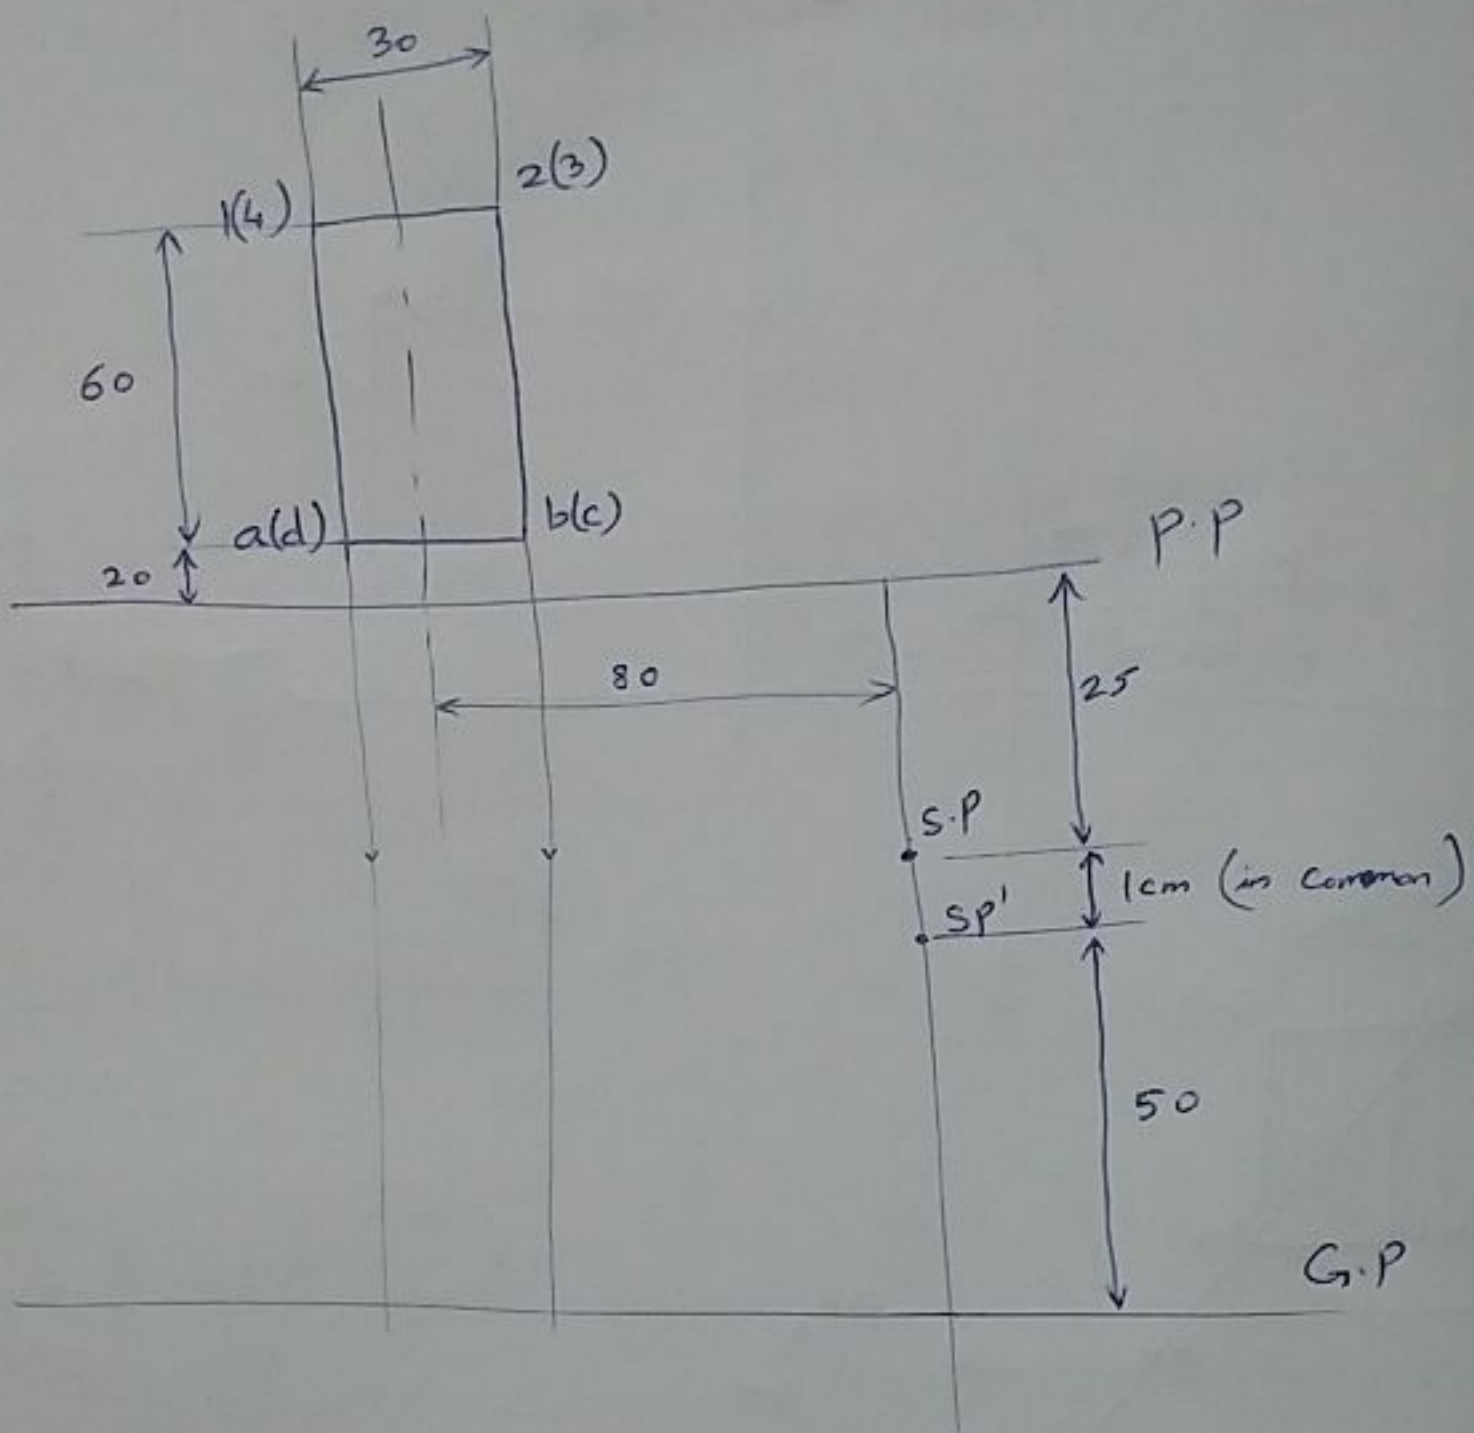 30
2(3)
1(4)
60
a(d)
b(c)
P.P
20
80
25
S.P
1cm (in common)
SP'
50
G.P